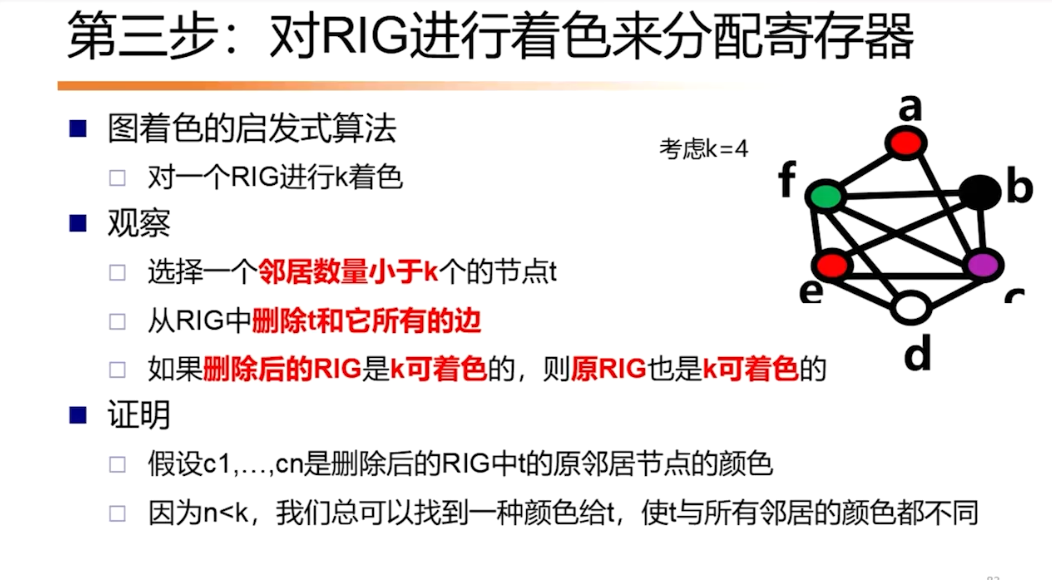 第三步：对RIG进行着色来分配寄存器
图着色的启发式算法
对一个RIG进行k着色
观察
选择一个邻居数量小于k个的节点t
从RIG中删除t和它所有的边
如果删除后的RIG是k可着色的，则原RIG也是k可着色的
证明
假设c1,…,cn是删除后的RIG中t的原邻居节点的颜色
因为n<k，我们总可以找到一种颜色给t，使t与所有邻居的颜色都不同
考虑k=4
a
f
b
e
c
d